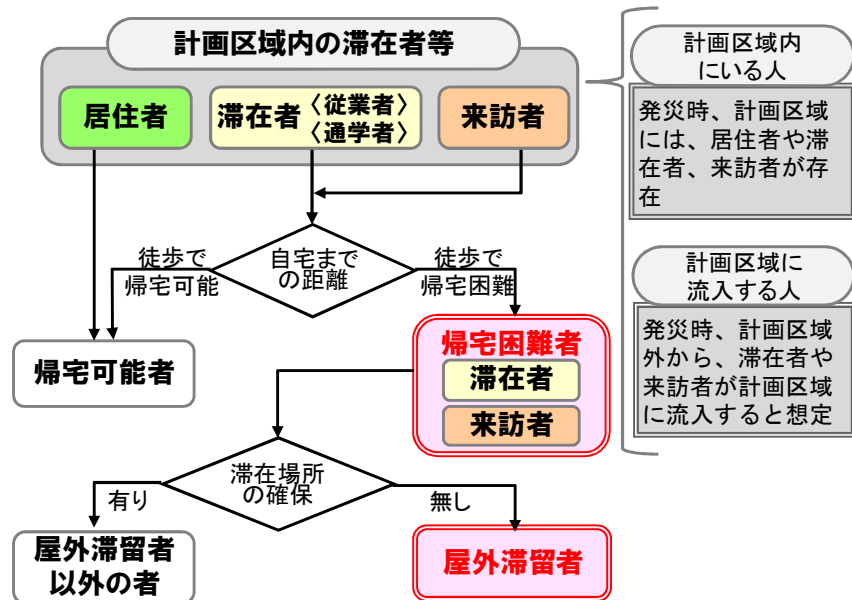 計画区域内の滞在者等
居住者
滞在者〈従業者〉
〈通学者〉
来訪者
自宅まで
の距離
徒歩で
帰宅可能
徒歩で
帰宅困難
帰宅可能者
帰宅困難者
滞在者
来訪者
滞在場所
の確保
有り
無し
屋外滞留者
以外の者
屋外滞留者
計画区域内
にいる人
発災時、計画区域
には、居住者や滞
在者、来訪者が存
在
計画区域に
流入する人
発災時、計画区域
外から、滞在者や
来訪者が計画区域
に流入すると想定